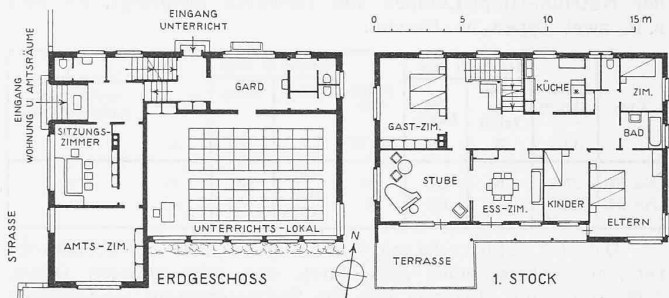 EINGANG
UNTERRICHT
0 5 10 15 m
EINGANG
WOHNUNG U. AMTSRÄUME
GARD.
SITZUNGS-
ZIMMER
UNTERRICHTS-LOKAL
AMTS-ZIM.
STRASSE
ERDGESCHOSS
N
KÜCHE
ZIM.
GAST-ZIM.
BAD
STUBE
ESS-ZIM.
KINDER
ELTERN
TERRASSE
1. STOCK